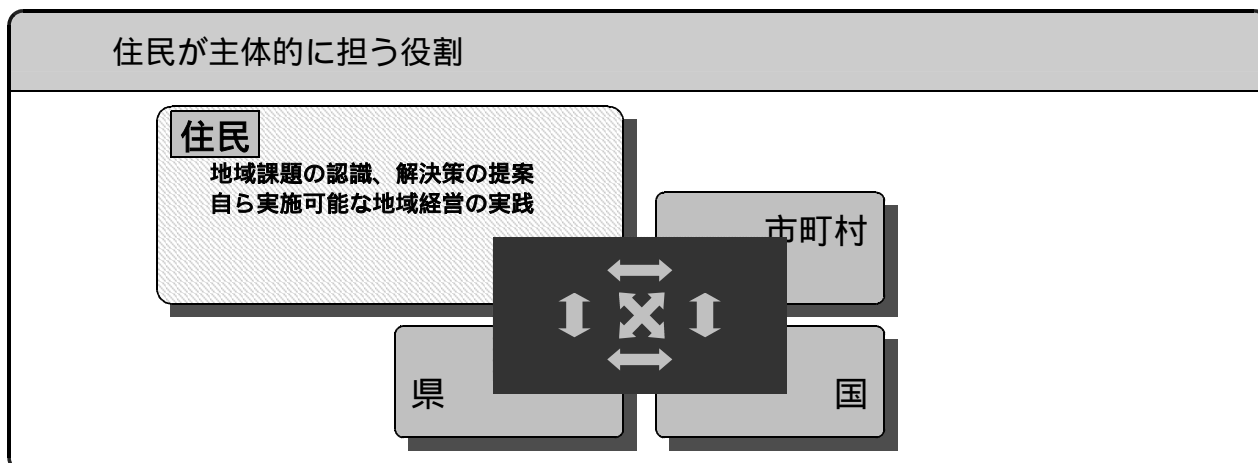 住民が主体的に担う役割
住民
地域課題の認識、解決策の提案
自ら実施可能な地域経営の実践
市町村
県
国